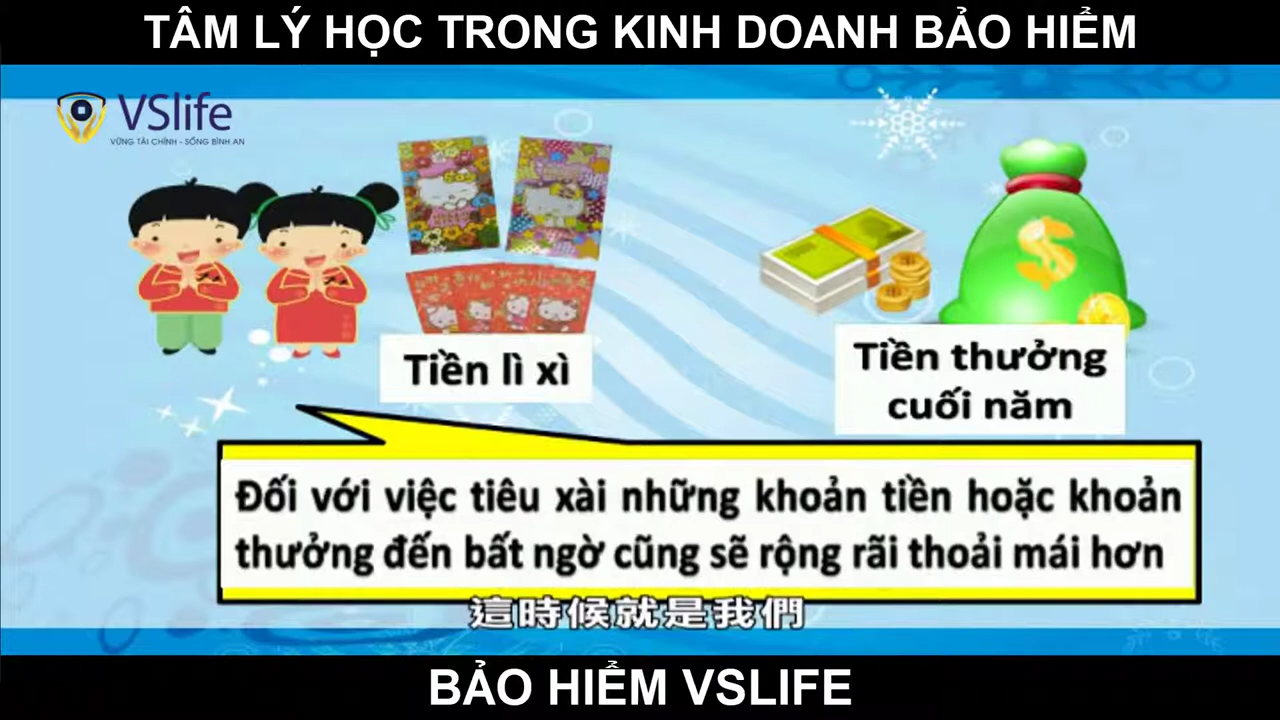 TÂM LÝ HỌC TRONG KINH DOANH BẢO HIỂM
VSlife
VỮNG TÀI CHÍNH - SỐNG BÌNH AN
Tiền lì xì
Tiền thưởng
cuối năm
Đối với việc tiêu xài những khoản tiền hoặc khoản
thưởng đến bất ngờ cũng sẽ rộng rãi thoải mái hơn
這時候就是我們
BẢO HIỂM VSLIFE